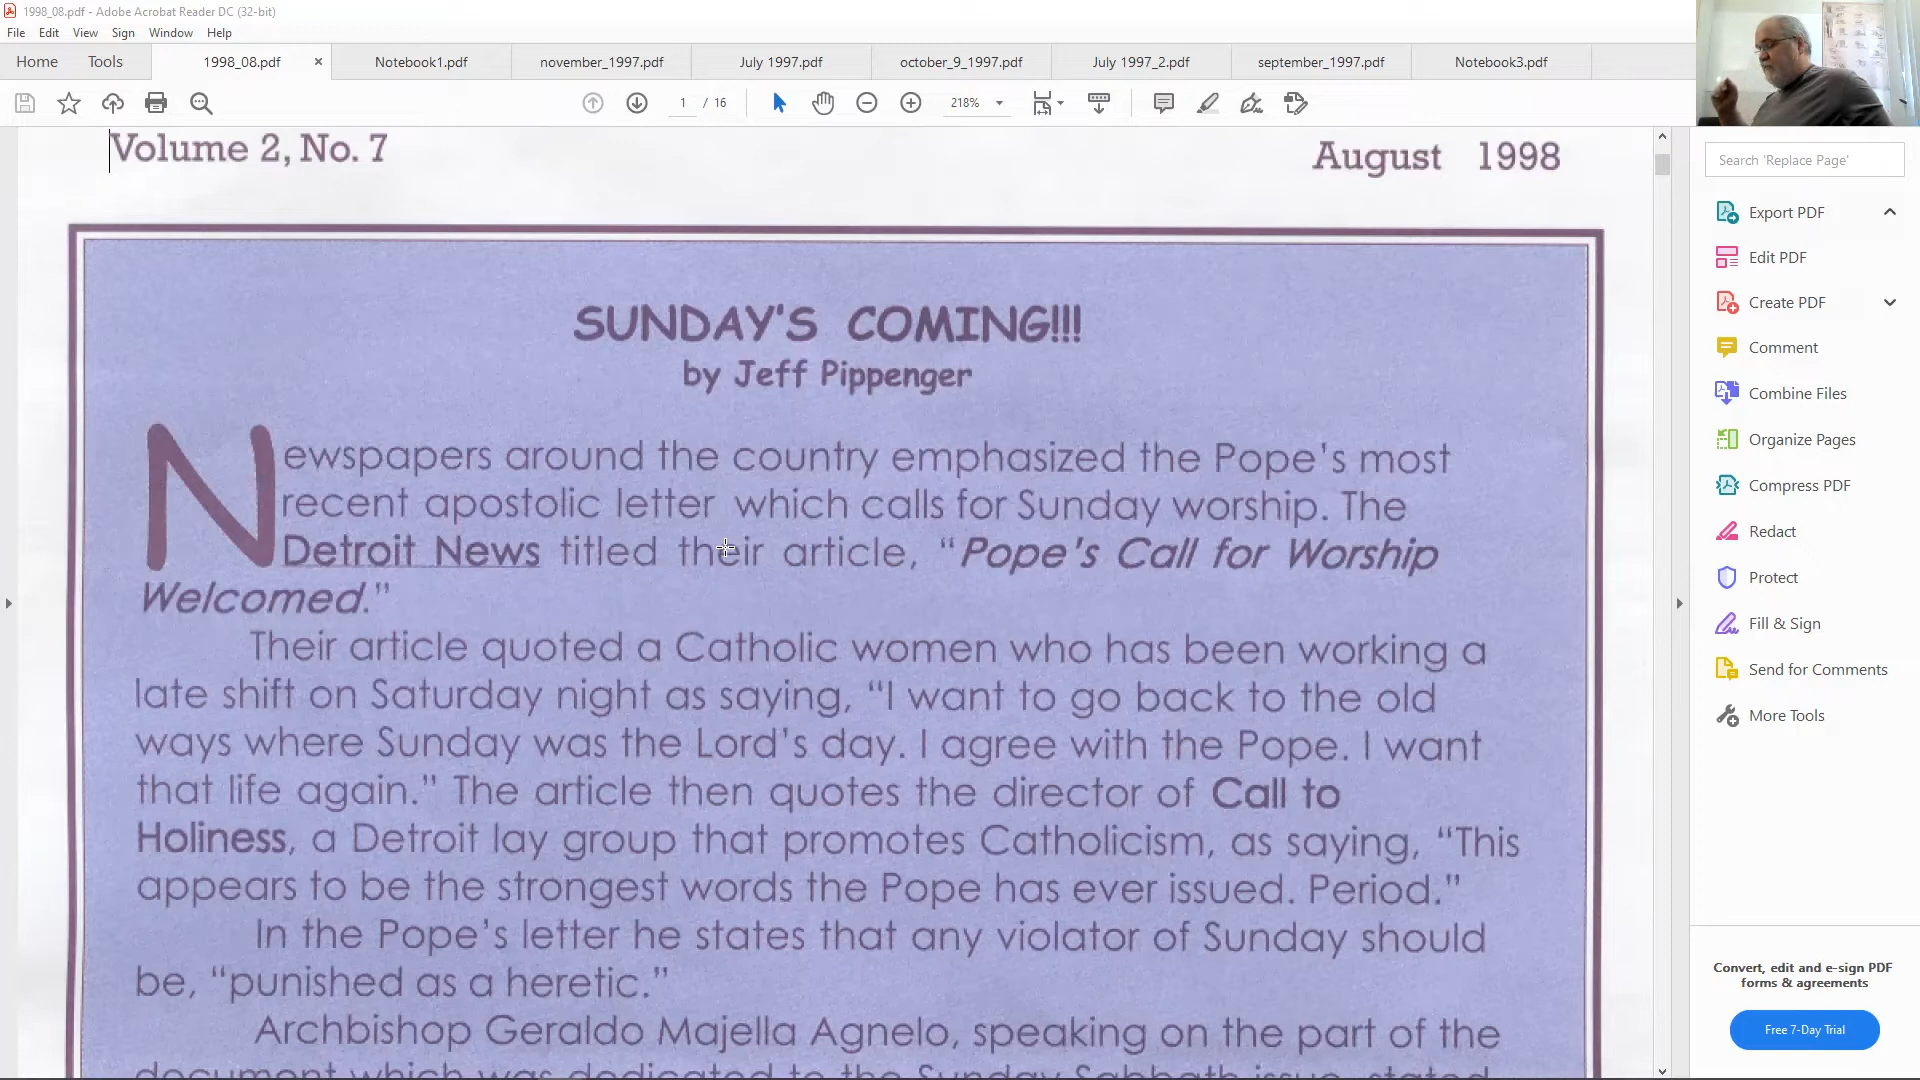 1998_08.pdf - Adobe Acrobat Reader DC (32-bit)
File Edit View Sign Window Help
Home Tools 1998_08.pdf × Notebook1.pdf november_1997.pdf July 1997.pdf october_9_1997.pdf July 1997_2.pdf september_1997.pdf Notebook3.pdf
1 / 16 218%
Volume 2, No. 7 August 1998
SUNDAY'S COMING!!!
by Jeff Pippenger
Newspapers around the country emphasized the Pope's most
recent apostolic letter which calls for Sunday worship. The
Detroit News titled their article, "Pope's Call for Worship
Welcomed."
Their article quoted a Catholic women who has been working a
late shift on Saturday night as saying, "I want to go back to the old
ways where Sunday was the Lord's day. I agree with the Pope. I want
that life again." The article then quotes the director of Call to
Holiness, a Detroit lay group that promotes Catholicism, as saying, "This
appears to be the strongest words the Pope has ever issued. Period."
In the Pope's letter he states that any violator of Sunday should
be, "punished as a heretic."
Archbishop Geraldo Majella Agnelo, speaking on the part of the
document which was dedicated to the Sunday Sabbath issue, stated
Search 'Replace Page'
Export PDF
Edit PDF
Create PDF
Comment
Combine Files
Organize Pages
Compress PDF
Redact
Protect
Fill & Sign
Send for Comments
More Tools
Convert, edit and e-sign PDF
forms & agreements
Free 7-Day Trial